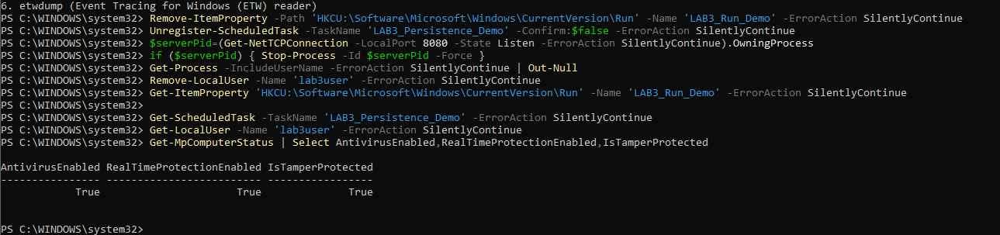 6. etwdump (Event Tracing for Windows (ETW) reader)
PS C:\WINDOWS\system32> Remove-ItemProperty -Path 'HKCU:\Software\Microsoft\Windows\CurrentVersion\Run' -Name 'LAB3_Run_Demo' -ErrorAction SilentlyContinue
PS C:\WINDOWS\system32> Unregister-ScheduledTask -TaskName 'LAB3_Persistence_Demo' -Confirm:$false -ErrorAction SilentlyContinue
PS C:\WINDOWS\system32> $serverPid=(Get-NetTCPConnection -LocalPort 8080 -State Listen -ErrorAction SilentlyContinue).OwningProcess
PS C:\WINDOWS\system32> if ($serverPid) { Stop-Process -Id $serverPid -Force }
PS C:\WINDOWS\system32> Get-Process -IncludeUserName -ErrorAction SilentlyContinue | Out-Null
PS C:\WINDOWS\system32> Remove-LocalUser -Name 'lab3user' -ErrorAction SilentlyContinue
PS C:\WINDOWS\system32> Get-ItemProperty 'HKCU:\Software\Microsoft\Windows\CurrentVersion\Run' -Name 'LAB3_Run_Demo' -ErrorAction SilentlyContinue
PS C:\WINDOWS\system32>
PS C:\WINDOWS\system32> Get-ScheduledTask -TaskName 'LAB3_Persistence_Demo' -ErrorAction SilentlyContinue
PS C:\WINDOWS\system32> Get-LocalUser -Name 'lab3user' -ErrorAction SilentlyContinue
PS C:\WINDOWS\system32> Get-MpComputerStatus | Select AntivirusEnabled,RealTimeProtectionEnabled,IsTamperProtected
AntivirusEnabled RealTimeProtectionEnabled IsTamperProtected
---------------- ------------------------- -----------------
True True True
PS C:\WINDOWS\system32>